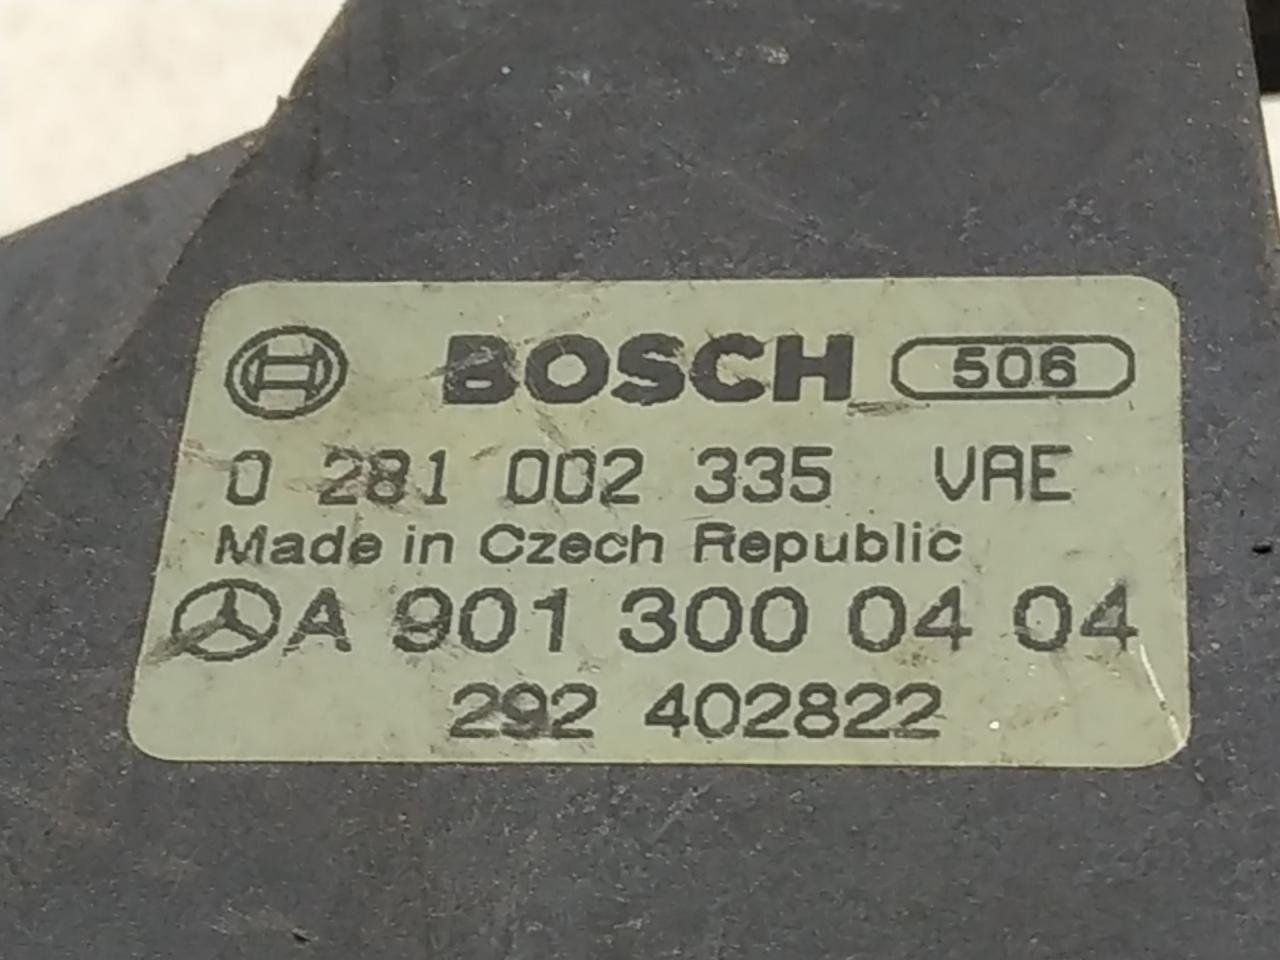 BOSCH 506
0 281 002 335 VAE
Made in Czech Republic
A 901 300 04 04
292 402822